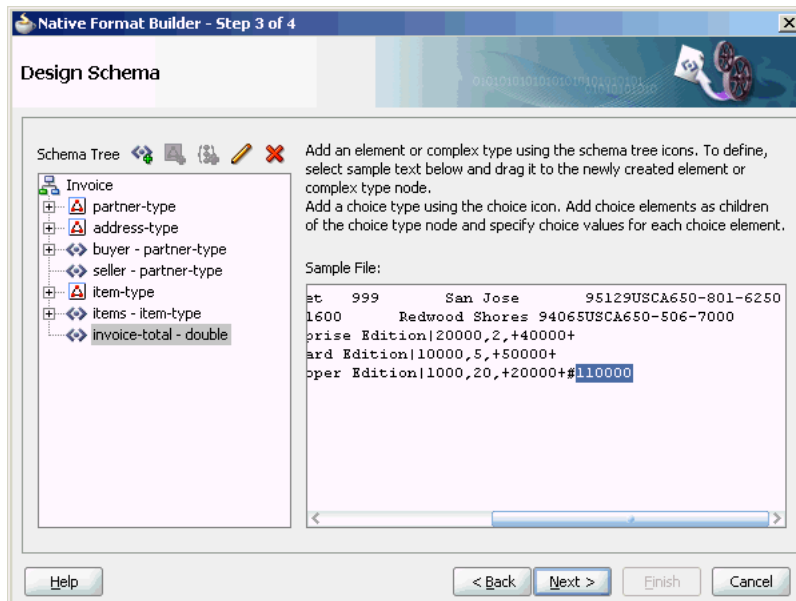 Native Format Builder - Step 3 of 4
Design Schema
Schema Tree
Invoice
partner-type
address-type
buyer - partner-type
seller - partner-type
item-type
items - item-type
invoice-total - double
Add an element or complex type using the schema tree icons. To define,
select sample text below and drag it to the newly created element or
complex type node.
Add a choice type using the choice icon. Add choice elements as children
of the choice type node and specify choice values for each choice element.
Sample File:
et 999 San Jose 95129USCA650-801-6250
1600 Redwood Shores 94065USCA650-506-7000
prise Edition|20000,2,+40000+
ard Edition|10000,5,+50000+
oper Edition|1000,20,+20000+#110000
Help
< Back
Next >
Finish
Cancel